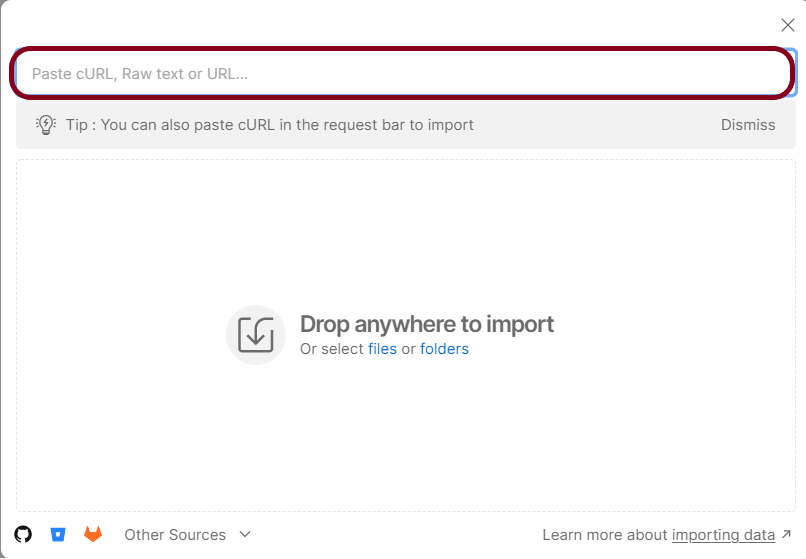 Paste cURL, Raw text or URL...
Tip : You can also paste cURL in the request bar to import
Dismiss
Drop anywhere to import
Or select files or folders
Other Sources
Learn more about importing data